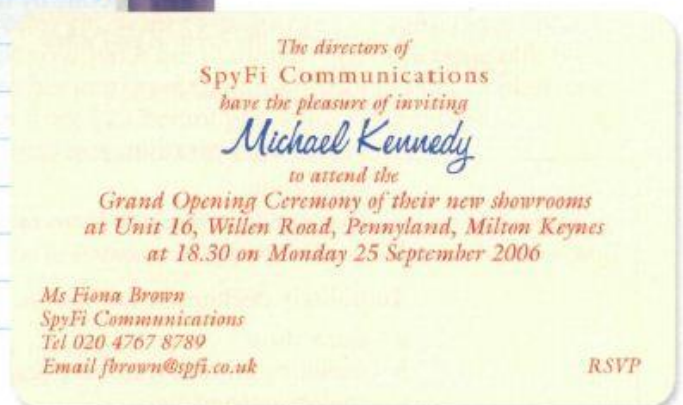 The directors of
SpyFi Communications
have the pleasure of inviting
Michael Kennedy
to attend the
Grand Opening Ceremony of their new showrooms
at Unit 16, Willen Road, Pennyland, Milton Keynes
at 18.30 on Monday 25 September 2006
Ms Fiona Brown
SpyFi Communications
Tel 020 4767 8789
Email fbrown@spfi.co.uk
RSVP